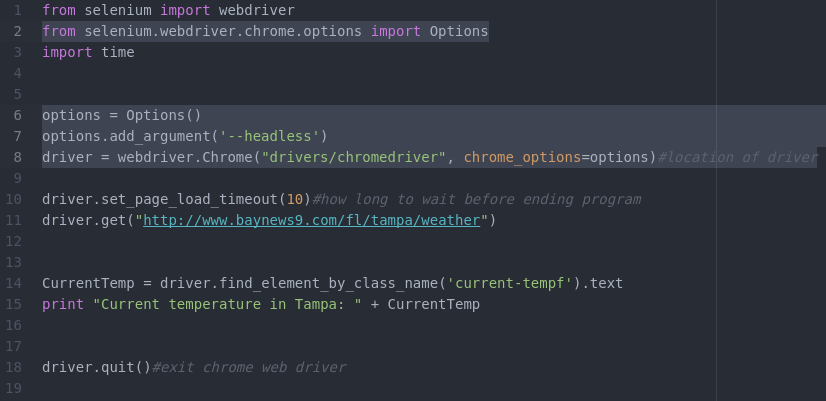 1 from selenium import webdriver
2 from selenium.webdriver.chrome.options import Options
3 import time
4
5
6 options = Options()
7 options.add_argument('--headless')
8 driver = webdriver.Chrome("drivers/chromedriver", chrome_options=options)#location of driver
9
10 driver.set_page_load_timeout(10)#how long to wait before ending program
11 driver.get("http://www.baynews9.com/fl/tampa/weather")
12
13
14 CurrentTemp = driver.find_element_by_class_name('current-tempf').text
15 print "Current temperature in Tampa: " + CurrentTemp
16
17
18 driver.quit()#exit chrome web driver
19